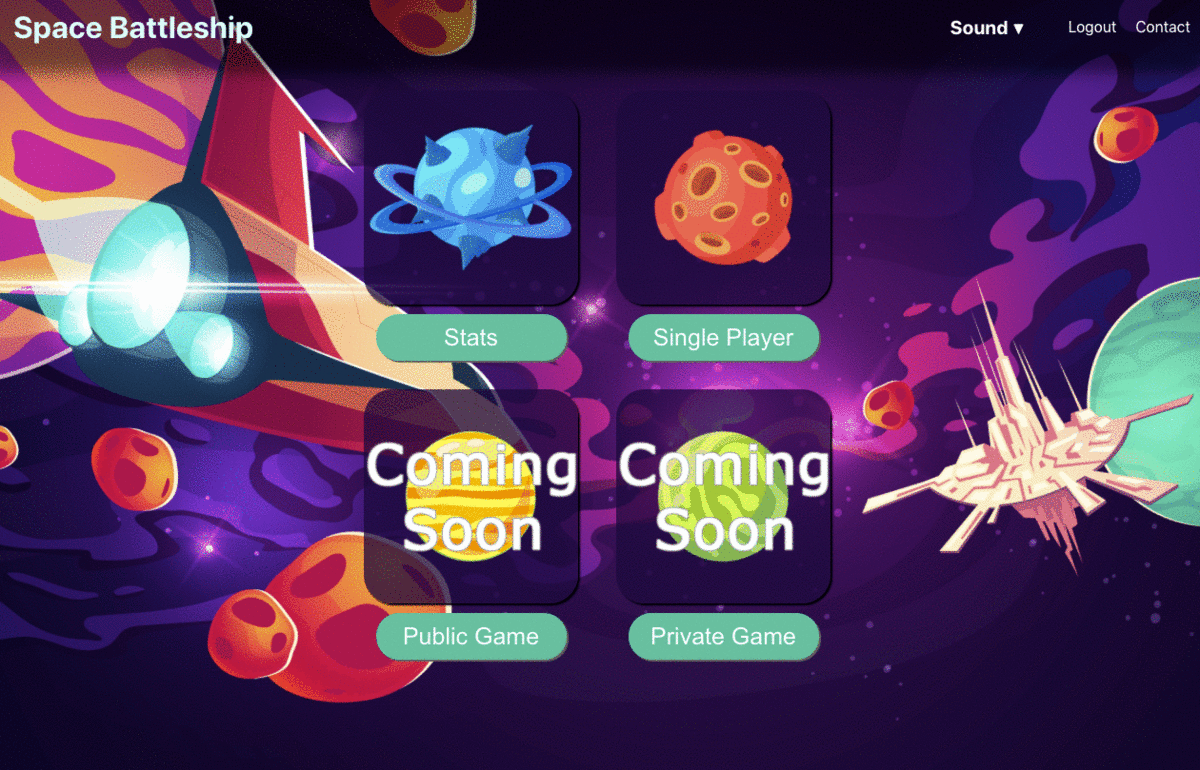 Space Battleship
Sound ▾
Logout
Contact
Stats
Single Player
Coming
Soon
Coming
Soon
Public Game
Private Game